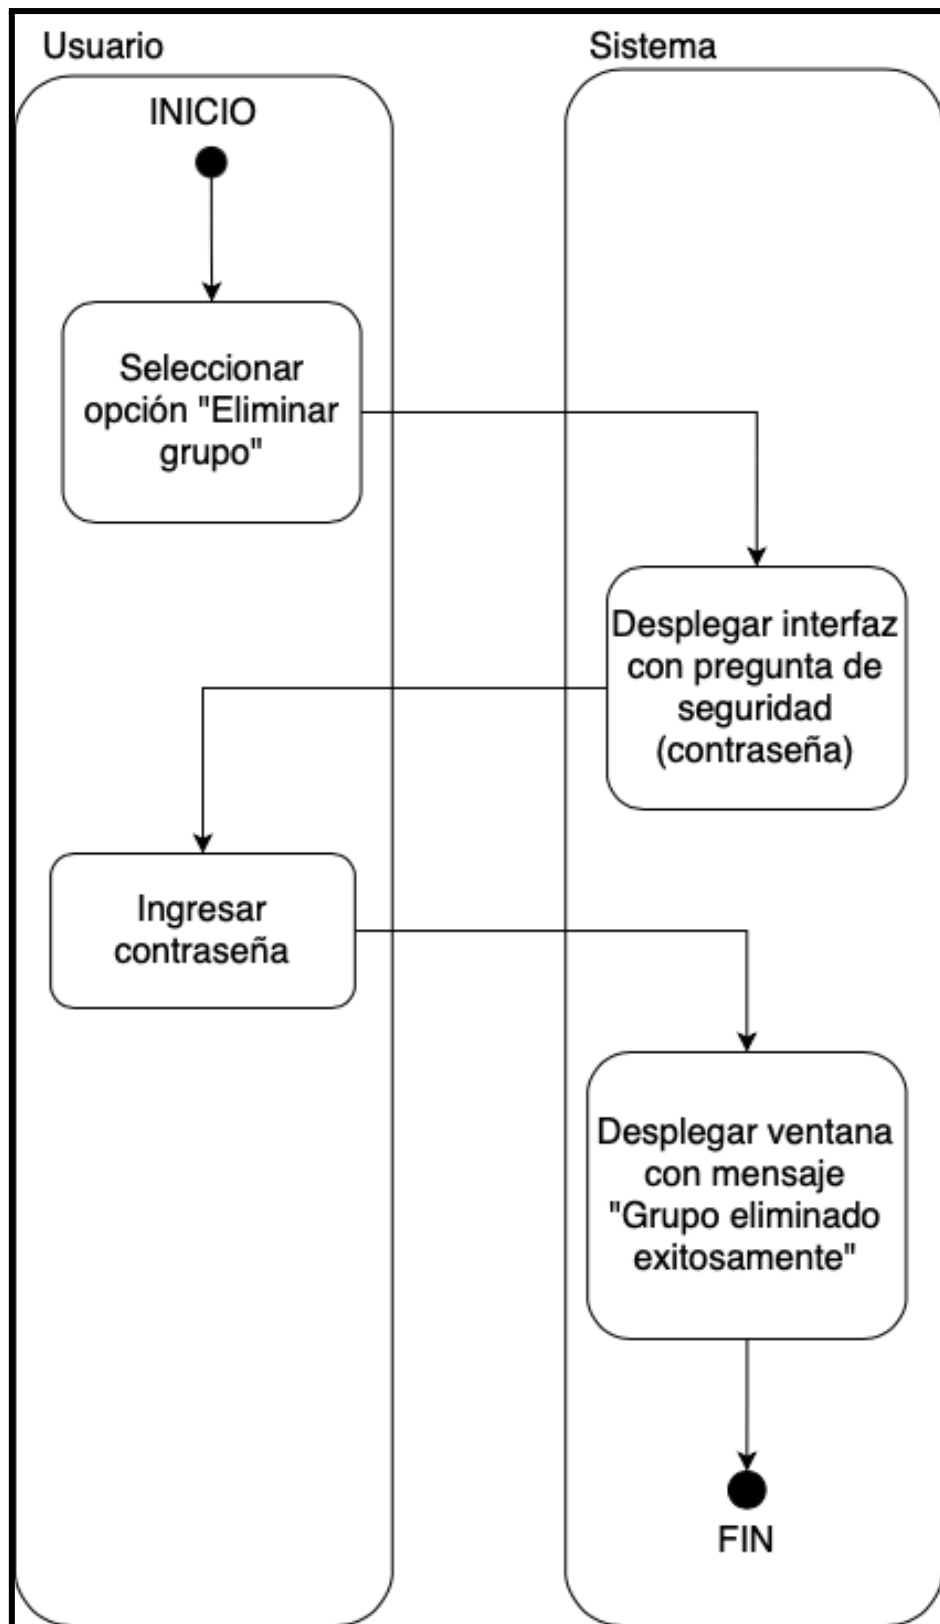 Usuario
Sistema
INICIO
Seleccionar
opción "Eliminar
grupo"
Desplegar interfaz
con pregunta de
seguridad
(contraseña)
Ingresar
contraseña
Desplegar ventana
con mensaje
"Grupo eliminado
exitosamente"
FIN